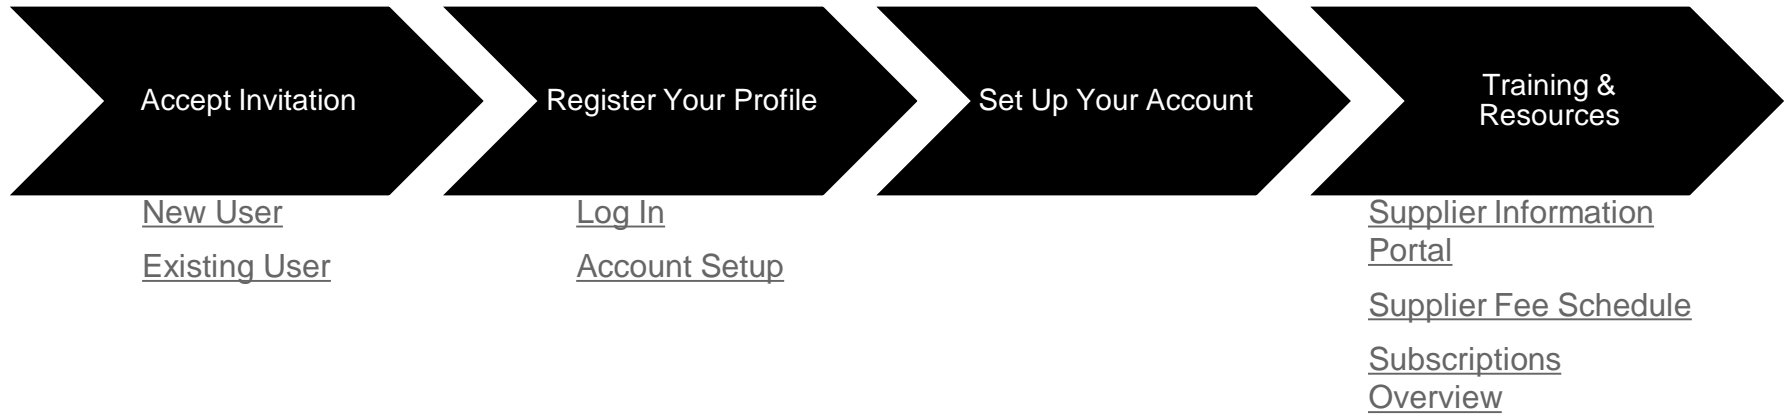 Accept Invitation
Register Your Profile
Set Up Your Account
Training &
Resources
New User
Existing User
Log In
Account Setup
Supplier Information
Portal
Supplier Fee Schedule
Subscriptions
Overview